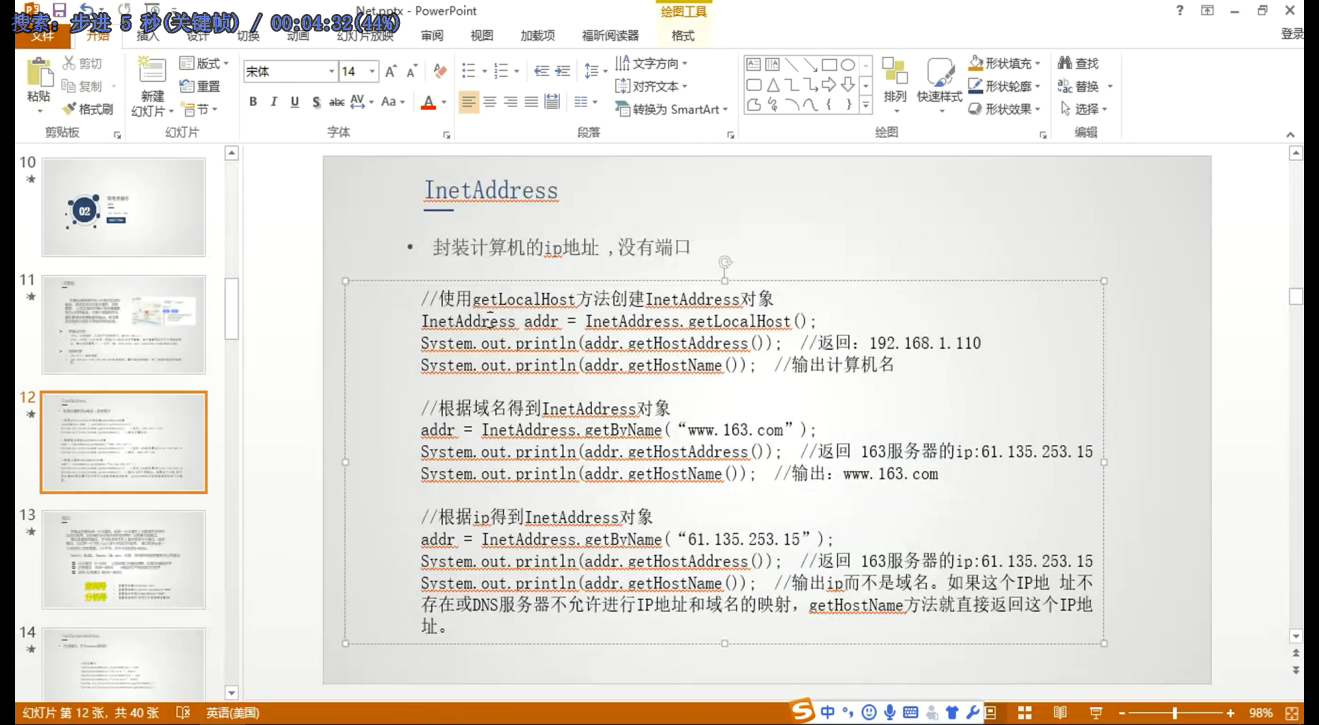 Net.pptx - PowerPoint
绘图工具
搜索: 步进 5 秒(关键帧) / 00:04:32(44%)
登录
文件 开始 插入 设计 切换 动画 幻灯片放映 审阅 视图 加载项 福昕阅读器 格式
粘贴 剪切 复制 格式刷
剪贴板
新建 幻灯片 版式 重置 节
幻灯片
宋体 14
字体
文字方向 对齐文本 转换为 SmartArt
段落
排列 快速样式 形状填充 形状轮廓 形状效果
绘图
查找 替换 选择
编辑
10
02
11
12
13
14
InetAddress
• 封装计算机的ip地址 ,没有端口
//使用getLocalHost方法创建InetAddress对象
InetAddress addr = InetAddress.getLocalHost();
System.out.println(addr.getHostAddress()); //返回：192.168.1.110
System.out.println(addr.getHostName()); //输出计算机名
//根据域名得到InetAddress对象
addr = InetAddress.getByName(“www.163.com”);
System.out.println(addr.getHostAddress()); //返回 163服务器的ip:61.135.253.15
System.out.println(addr.getHostName()); //输出：www.163.com
//根据ip得到InetAddress对象
addr = InetAddress.getByName(“61.135.253.15”);
System.out.println(addr.getHostAddress()); //返回 163服务器的ip:61.135.253.15
System.out.println(addr.getHostName()); //输出ip而不是域名。如果这个IP地 址不
存在或DNS服务器不允许进行IP地址和域名的映射，getHostName方法就直接返回这个IP地
址。
幻灯片 第 12 张，共 40 张 英语(美国) 中 98%